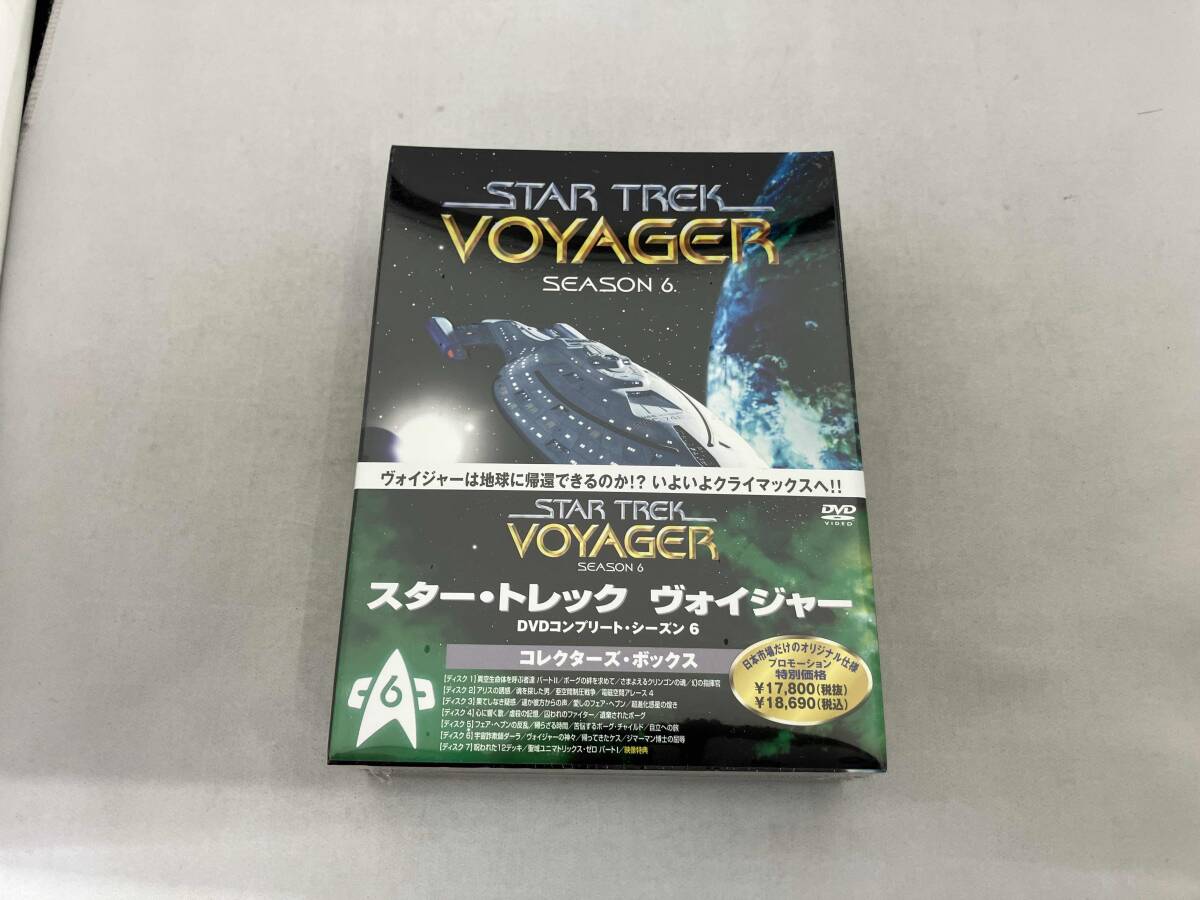 STAR TREK
VOYAGER
SEASON 6.
ヴォイジャーは地球に帰還できるのか!? いよいよクライマックスへ!!
STAR TREK
VOYAGER
SEASON 6
DVD
VIDEO
スター・トレック ヴォイジャー
DVDコンプリート・シーズン 6
コレクターズ・ボックス
日本市場だけのオリジナル仕様
プロモーション
特別価格
¥17,800(税抜)
¥18,690(税込)
6
[ディスク 1] 異空生命体を呼ぶ者達 パートII/ボーグの絆を求めて/さまよえるクリンゴンの魂/幻の指揮官
[ディスク 2] アリスの誘惑/魂を探した男/亜空間制圧戦争/電磁空間アレース 4
[ディスク 3] 果てしなき疑惑/遥か彼方からの声/愛しのフェア・ヘブン/超進化惑星の煌き
[ディスク 4] 心に響く歌/虐殺の記憶/囚われのファイター/遺棄されたボーグ
[ディスク 5] フェア・ヘブンの反乱/帰らざる時間/苦悩するボーグ・チャイルド/自立への旅
[ディスク 6] 宇宙詐欺師ダーラ/ヴォイジャーの神々/帰ってきたケス/ジマーマン博士の屈辱
[ディスク 7] 呪われた12デッキ/聖域ユニマトリックス・ゼロ パートI/映像特典